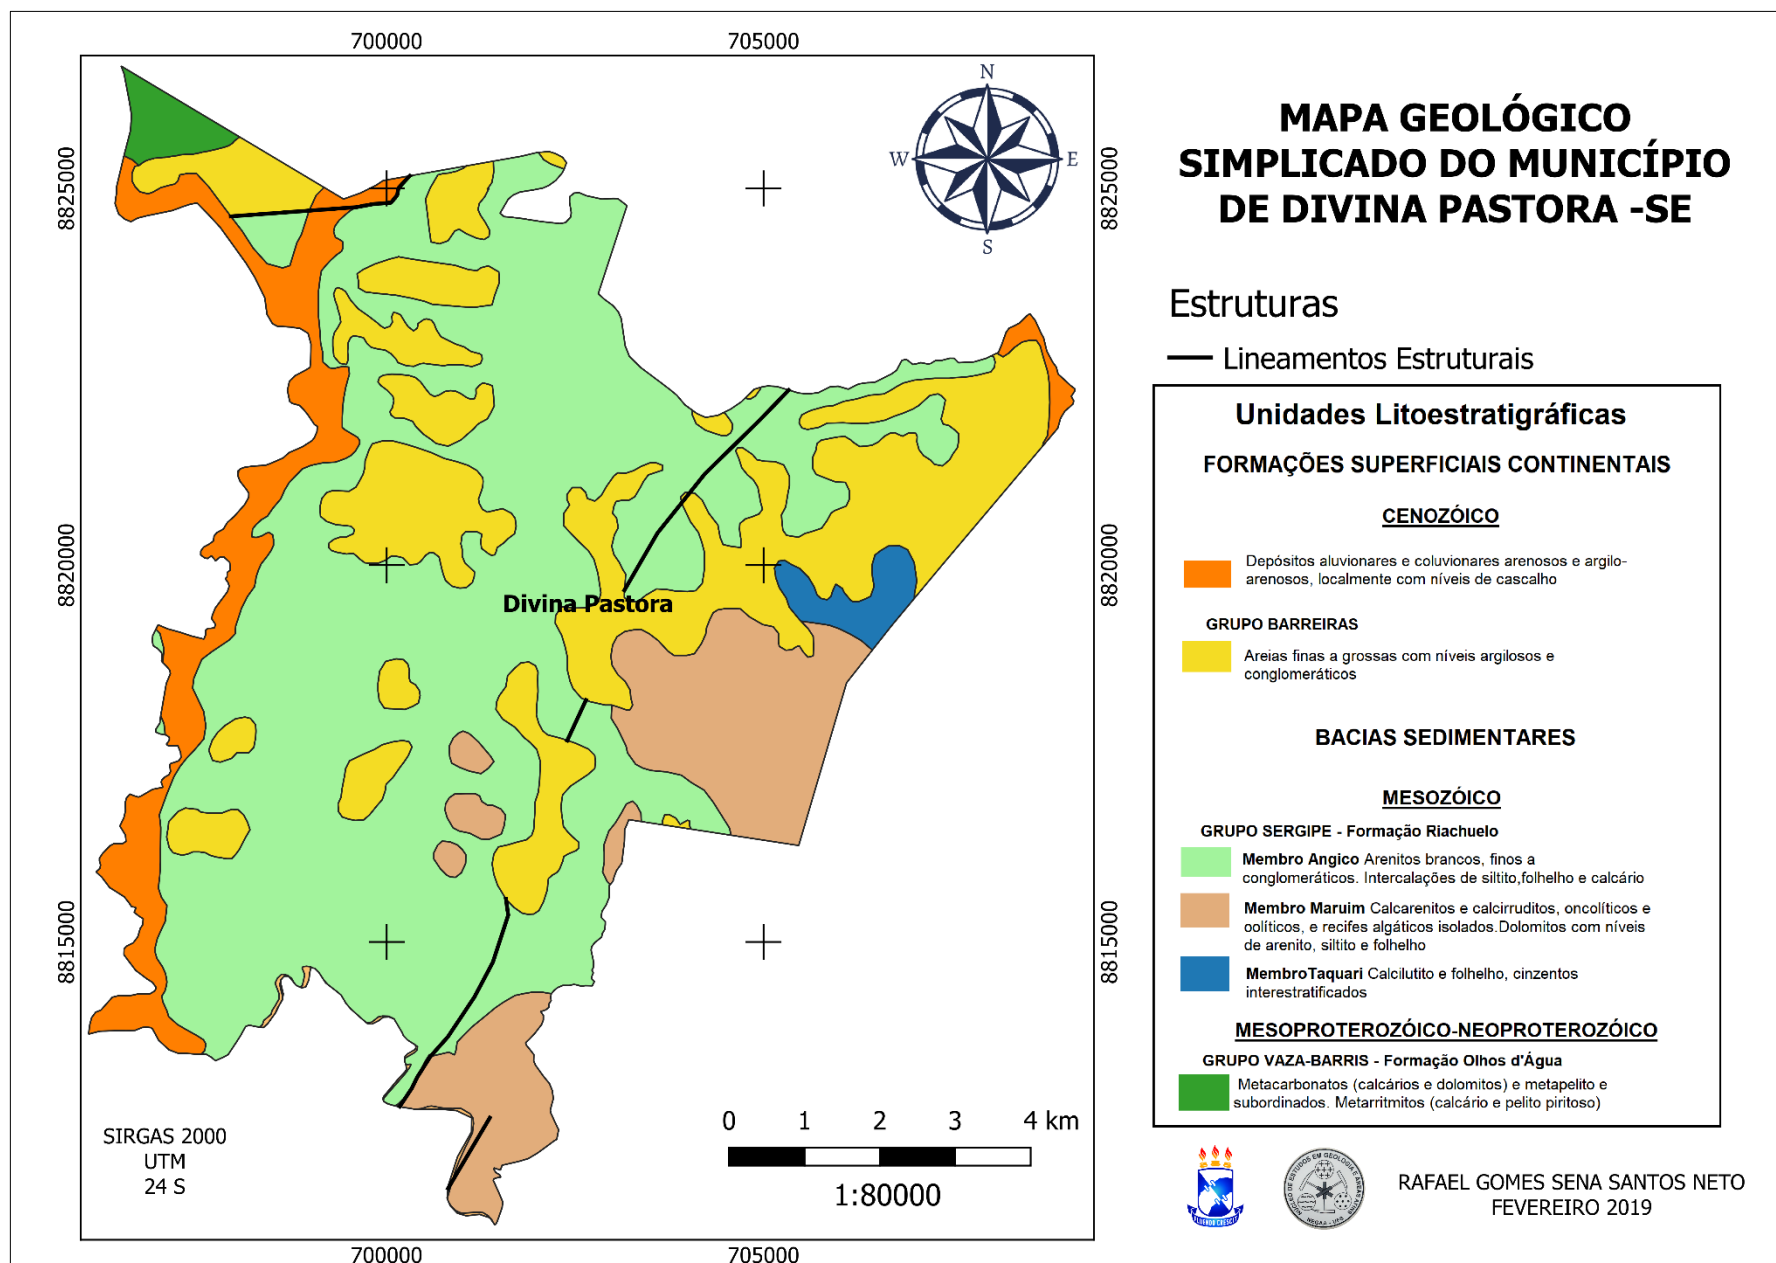 700000
705000
8825000
8825000
N
W
E
S
8820000
8820000
Divina Pastora
8815000
8815000
SIRGAS 2000
UTM
24 S
0 1 2 3 4 km
1:80000
700000
705000
MAPA GEOLÓGICO
SIMPLICADO DO MUNICÍPIO
DE DIVINA PASTORA -SE
Estruturas
Lineamentos Estruturais
Unidades Litoestratigráficas
FORMAÇÕES SUPERFICIAIS CONTINENTAIS
CENOZÓICO
Depósitos aluvionares e coluvionares arenosos e argilo-
arenosos, localmente com níveis de cascalho
GRUPO BARREIRAS
Areias finas a grossas com níveis argilosos e
conglomeráticos
BACIAS SEDIMENTARES
MESOZÓICO
GRUPO SERGIPE - Formação Riachuelo
Membro Angico Arenitos brancos, finos a
conglomeráticos. Intercalações de siltito,folhelho e calcário
Membro Maruim Calcarenitos e calcirruditos, oncolíticos e
oolíticos, e recifes algáticos isolados.Dolomitos com níveis
de arenito, siltito e folhelho
MembroTaquari Calcilutito e folhelho, cinzentos
interestratificados
MESOPROTEROZÓICO-NEOPROTEROZÓICO
GRUPO VAZA-BARRIS - Formação Olhos d'Água
Metacarbonatos (calcários e dolomitos) e metapelito e
subordinados. Metarritmitos (calcário e pelito piritoso)
RAFAEL GOMES SENA SANTOS NETO
FEVEREIRO 2019